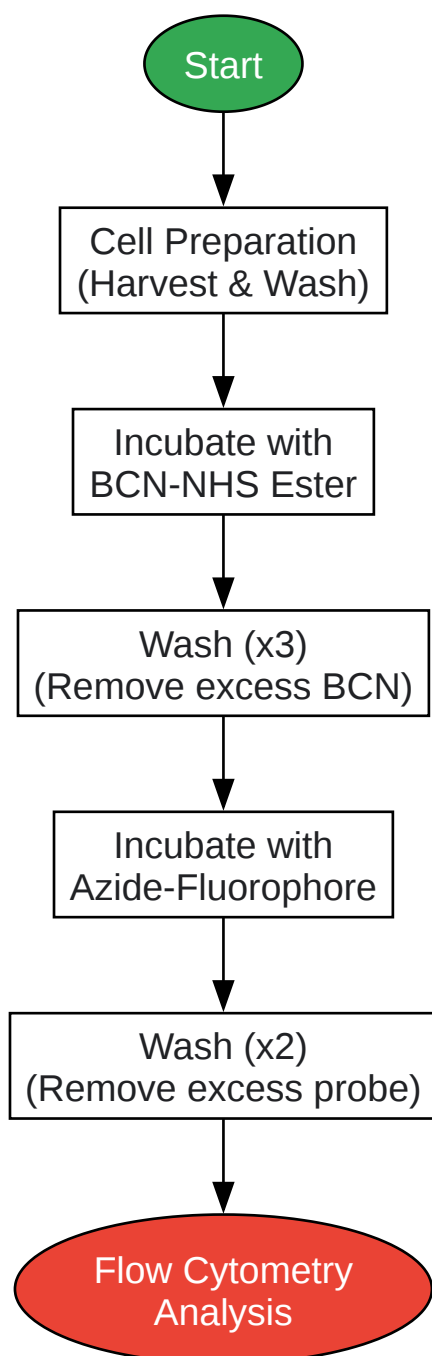 Start
Cell Preparation
(Harvest & Wash)
Incubate with
BCN-NHS Ester
Wash (x3)
(Remove excess BCN)
Incubate with
Azide-Fluorophore
Wash (x2)
(Remove excess probe)
Flow Cytometry
Analysis